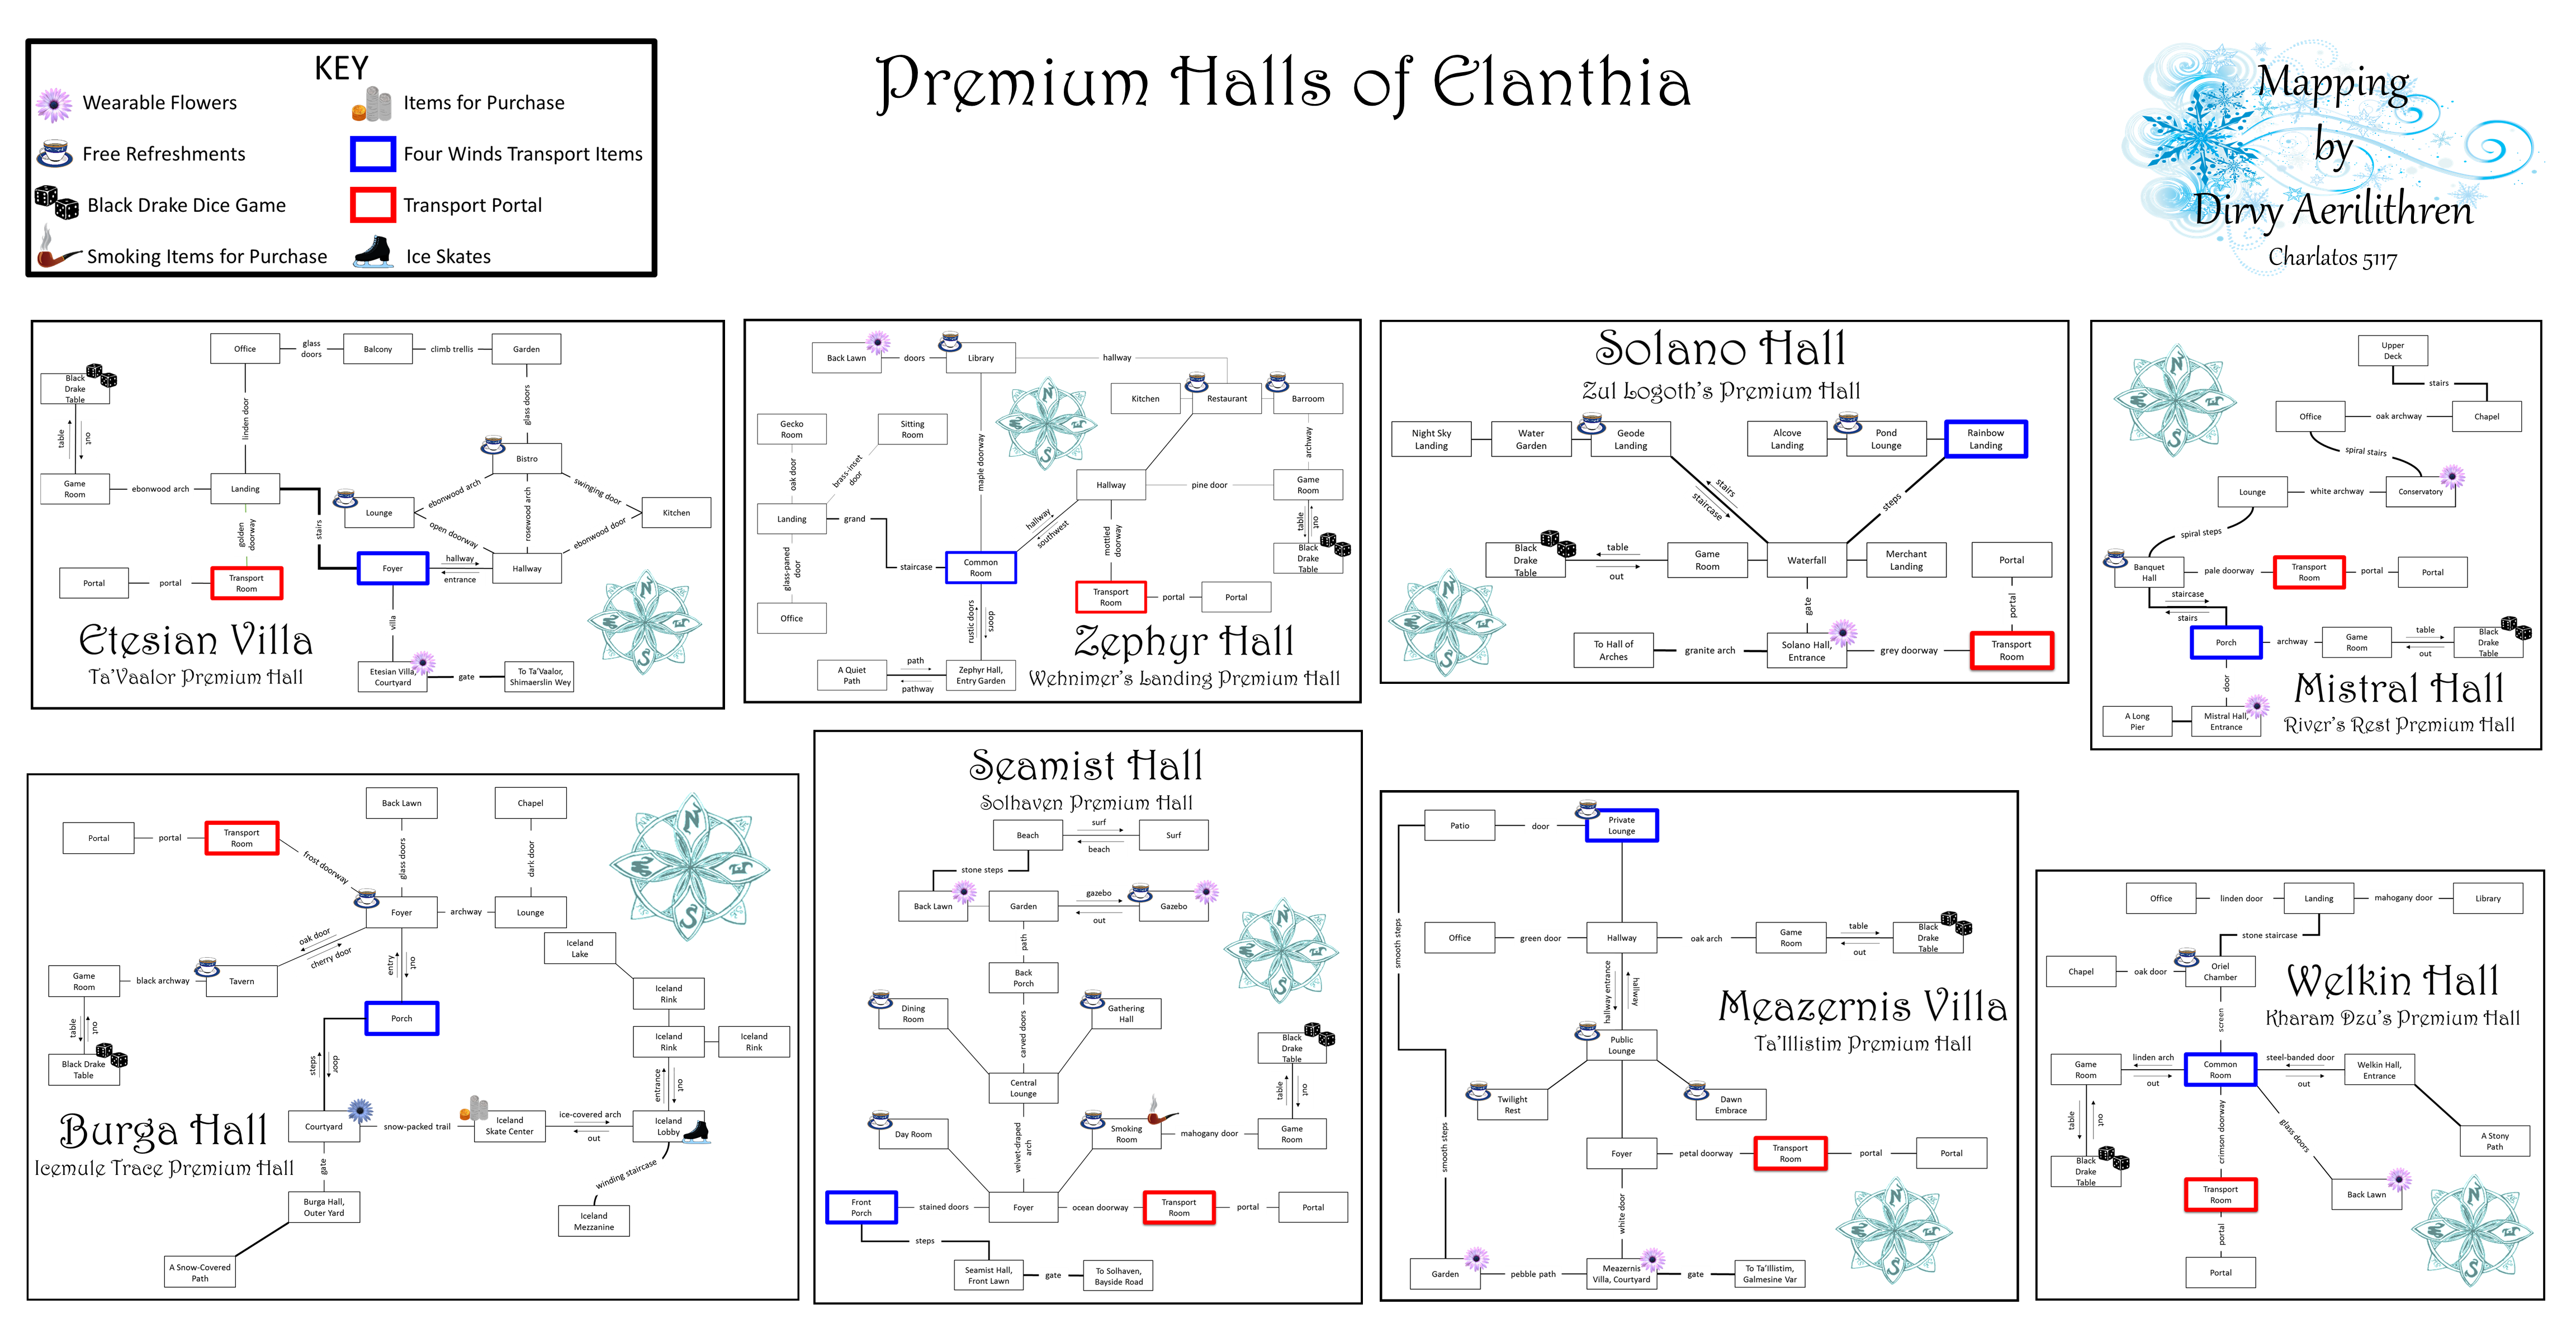 Premium Halls of Elanthia
KEY
Wearable Flowers
Items for Purchase
Free Refreshments
Four Winds Transport Items
Black Drake Dice Game
Transport Portal
Smoking Items for Purchase
Ice Skates
Mapping
by
Dirvy Aerilithren
Charlatos 5117
Office
glass
doors
Balcony
climb trellis
Garden
Black
Drake
Table
linden door
glass doors
table
out
Bistro
Game
Room
ebonwood arch
Landing
Lounge
ebonwood arch
open doorway
rosewood arch
swinging door
ebonwood door
Kitchen
golden
doorway
stairs
Foyer
hallway
entrance
Hallway
Portal
portal
Transport
Room
villa
Etesian Villa
Ta'Vaalor Premium Hall
Etesian Villa,
Courtyard
gate
To Ta'Vaalor,
Shimaerslin Wey
N
E
S
W
Back Lawn
doors
Library
hallway
Kitchen
Restaurant
Barroom
Gecko
Room
Sitting
Room
maple doorway
archway
oak door
brass-inset
door
Hallway
pine door
Game
Room
Landing
grand
staircase
hallway
southwest
mottled
doorway
table
out
Black
Drake
Table
Common
Room
glass-paned
door
Office
Transport
Room
portal
Portal
rustic doors
doors
Zephyr Hall
Wehnimer's Landing Premium Hall
A Quiet
Path
path
pathway
Zephyr Hall,
Entry Garden
N
E
S
W
Solano Hall
Zul Logoth's Premium Hall
Night Sky
Landing
Water
Garden
Geode
Landing
Alcove
Landing
Pond
Lounge
Rainbow
Landing
stairs
staircase
steps
Black
Drake
Table
table
out
Game
Room
Waterfall
Merchant
Landing
Portal
gate
portal
To Hall of
Arches
granite arch
Solano Hall,
Entrance
grey doorway
Transport
Room
N
E
S
W
Upper
Deck
stairs
Office
oak archway
Chapel
spiral stairs
Lounge
white archway
Conservatory
spiral steps
Banquet
Hall
pale doorway
Transport
Room
portal
Portal
staircase
stairs
Porch
archway
Game
Room
table
out
Black
Drake
Table
door
Mistral Hall
River's Rest Premium Hall
A Long
Pier
Mistral Hall,
Entrance
N
E
S
W
Back Lawn
Chapel
Portal
portal
Transport
Room
frost doorway
glass doors
dark door
Foyer
archway
Lounge
oak door
cherry door
Iceland
Lake
entry
out
Game
Room
black archway
Tavern
Iceland
Rink
Porch
table
out
Iceland
Rink
Iceland
Rink
Black Drake
Table
steps
door
entrance
out
Burga Hall
Icemule Trace Premium Hall
Courtyard
snow-packed trail
Iceland
Skate Center
ice-covered arch
out
Iceland
Lobby
winding staircase
gate
Burga Hall,
Outer Yard
Iceland
Mezzanine
A Snow-Covered
Path
N
E
S
W
Seamist Hall
Solhaven Premium Hall
Beach
surf
beach
Surf
stone steps
Back Lawn
Garden
gazebo
out
Gazebo
path
Back
Porch
Dining
Room
Gathering
Hall
carved doors
Black
Drake
Table
Central
Lounge
table
out
Day Room
Smoking
Room
mahogany door
Game
Room
velvet-draped
arch
Front
Porch
stained doors
Foyer
ocean doorway
Transport
Room
portal
Portal
steps
Seamist Hall,
Front Lawn
gate
To Solhaven,
Bayside Road
N
E
S
W
Patio
door
Private
Lounge
smooth steps
Office
green door
Hallway
oak arch
Game
Room
table
out
Black
Drake
Table
hallway entrance
hallway
Meazernis Villa
Ta'Illistim Premium Hall
Public
Lounge
Twilight
Rest
Dawn
Embrace
smooth steps
Foyer
petal doorway
Transport
Room
portal
Portal
white door
Garden
pebble path
Meazernis
Villa, Courtyard
gate
To Ta'Illistim,
Galmesine Var
N
E
S
W
Office
linden door
Landing
mahogany door
Library
stone staircase
Chapel
oak door
Oriel
Chamber
Welkin Hall
Kharam Dzu's Premium Hall
screen
Game
Room
linden arch
out
Common
Room
steel-banded door
out
Welkin Hall,
Entrance
table
out
crimson doorway
glass doors
A Stony
Path
Black
Drake
Table
Transport
Room
Back Lawn
portal
Portal
N
E
S
W